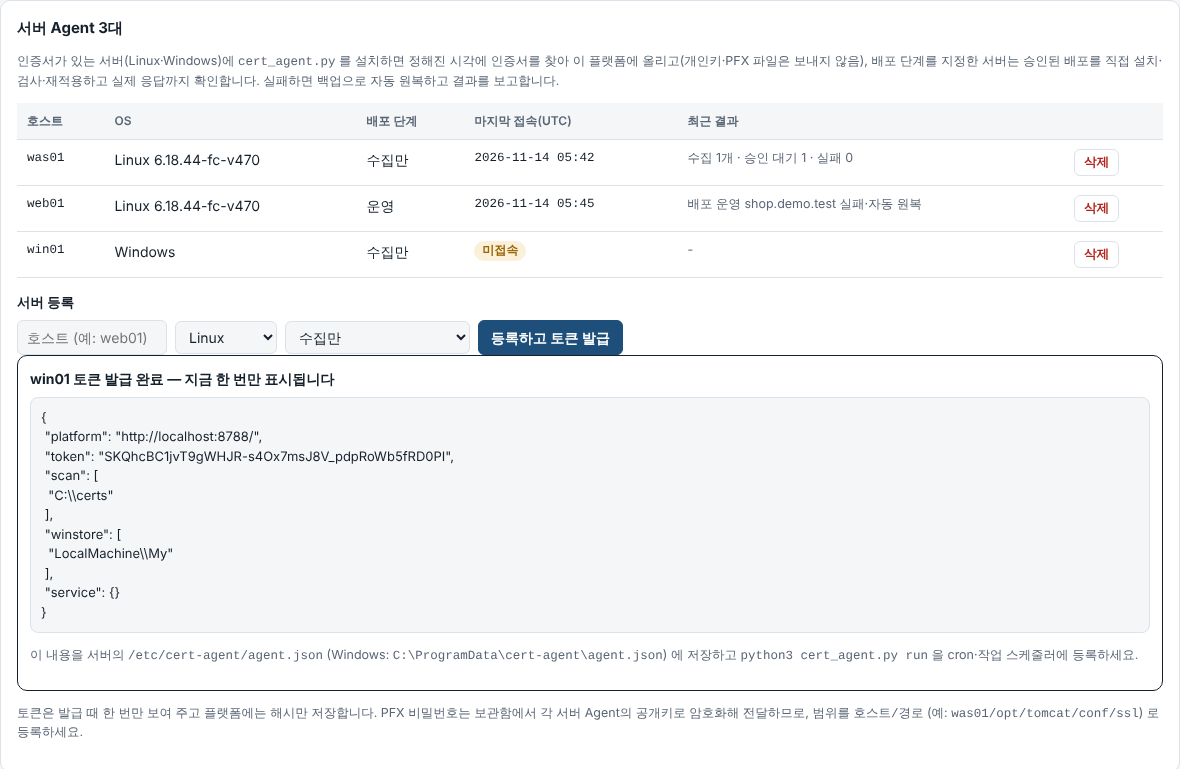 서버 Agent 3대
인증서가 있는 서버(Linux·Windows)에 cert_agent.py 를 설치하면 정해진 시각에 인증서를 찾아 이 플랫폼에 올리고(개인키·PFX 파일은 보내지 않음), 배포 단계를 지정한 서버는 승인된 배포를 직접 설치·
검사·재적용하고 실제 응답까지 확인합니다. 실패하면 백업으로 자동 원복하고 결과를 보고합니다.
호스트 OS 배포 단계 마지막 접속(UTC) 최근 결과
was01 Linux 6.18.44-fc-v470 수집만 2026-11-14 05:42 수집 1개 · 승인 대기 1 · 실패 0 삭제
web01 Linux 6.18.44-fc-v470 운영 2026-11-14 05:45 배포 운영 shop.demo.test 실패·자동 원복 삭제
win01 Windows 수집만 미접속 - 삭제
서버 등록
호스트 (예: web01) Linux 수집만 등록하고 토큰 발급
win01 토큰 발급 완료 — 지금 한 번만 표시됩니다
{
"platform": "http://localhost:8788/",
"token": "SKQhcBC1jvT9gWHJR-s4Ox7msJ8V_pdpRoWb5fRD0PI",
"scan": [
"C:\\certs"
],
"winstore": [
"LocalMachine\\My"
],
"service": {}
}
이 내용을 서버의 /etc/cert-agent/agent.json (Windows: C:\ProgramData\cert-agent\agent.json) 에 저장하고 python3 cert_agent.py run 을 cron·작업 스케줄러에 등록하세요.
토큰은 발급 때 한 번만 보여 주고 플랫폼에는 해시만 저장합니다. PFX 비밀번호는 보관함에서 각 서버 Agent의 공개키로 암호화해 전달하므로, 범위를 호스트/경로 (예: was01/opt/tomcat/conf/ssl) 로
등록하세요.